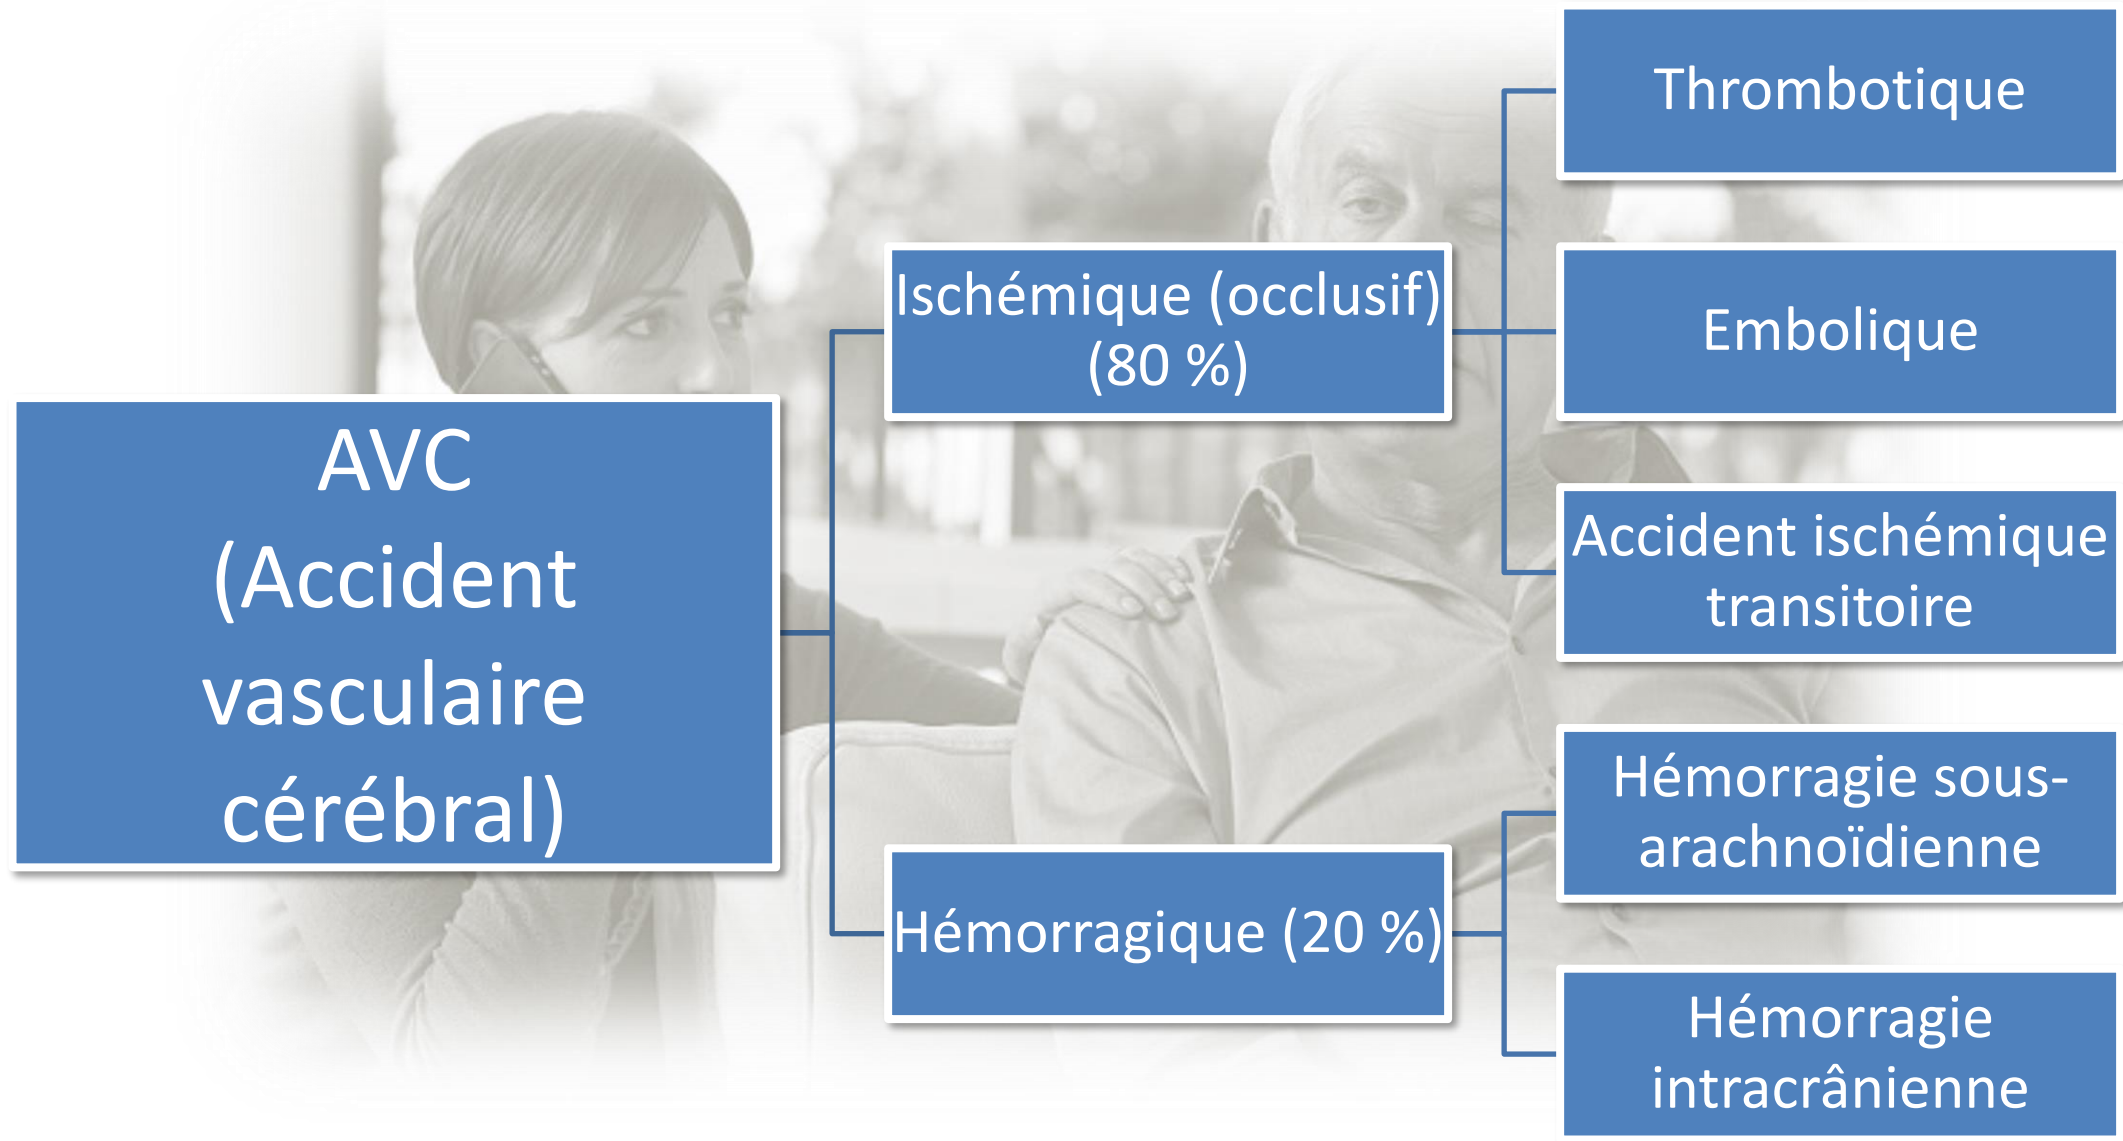 AVC
(Accident
vasculaire
cérébral)
Ischémique (occlusif)
(80 %)
Thrombotique
Embolique
Accident ischémique
transitoire
Hémorragique (20 %)
Hémorragie sous-
arachnoïdienne
Hémorragie
intracrânienne